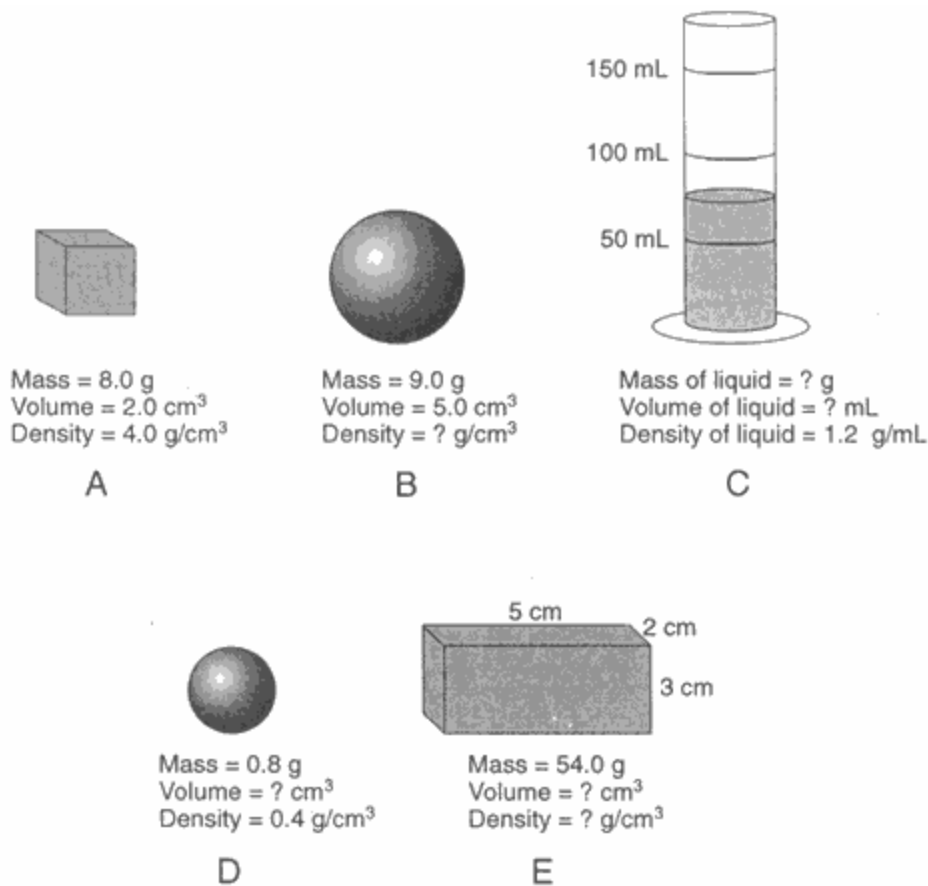 150 mL
100 mL
50 mL
Mass = 8.0 g
Volume = 2.0 cm³
Density = 4.0 g/cm³
A
Mass = 9.0 g
Volume = 5.0 cm³
Density = ? g/cm³
B
Mass of liquid = ? g
Volume of liquid = ? mL
Density of liquid = 1.2 g/mL
C
5 cm
2 cm
3 cm
Mass = 0.8 g
Volume = ? cm³
Density = 0.4 g/cm³
D
Mass = 54.0 g
Volume = ? cm³
Density = ? g/cm³
E